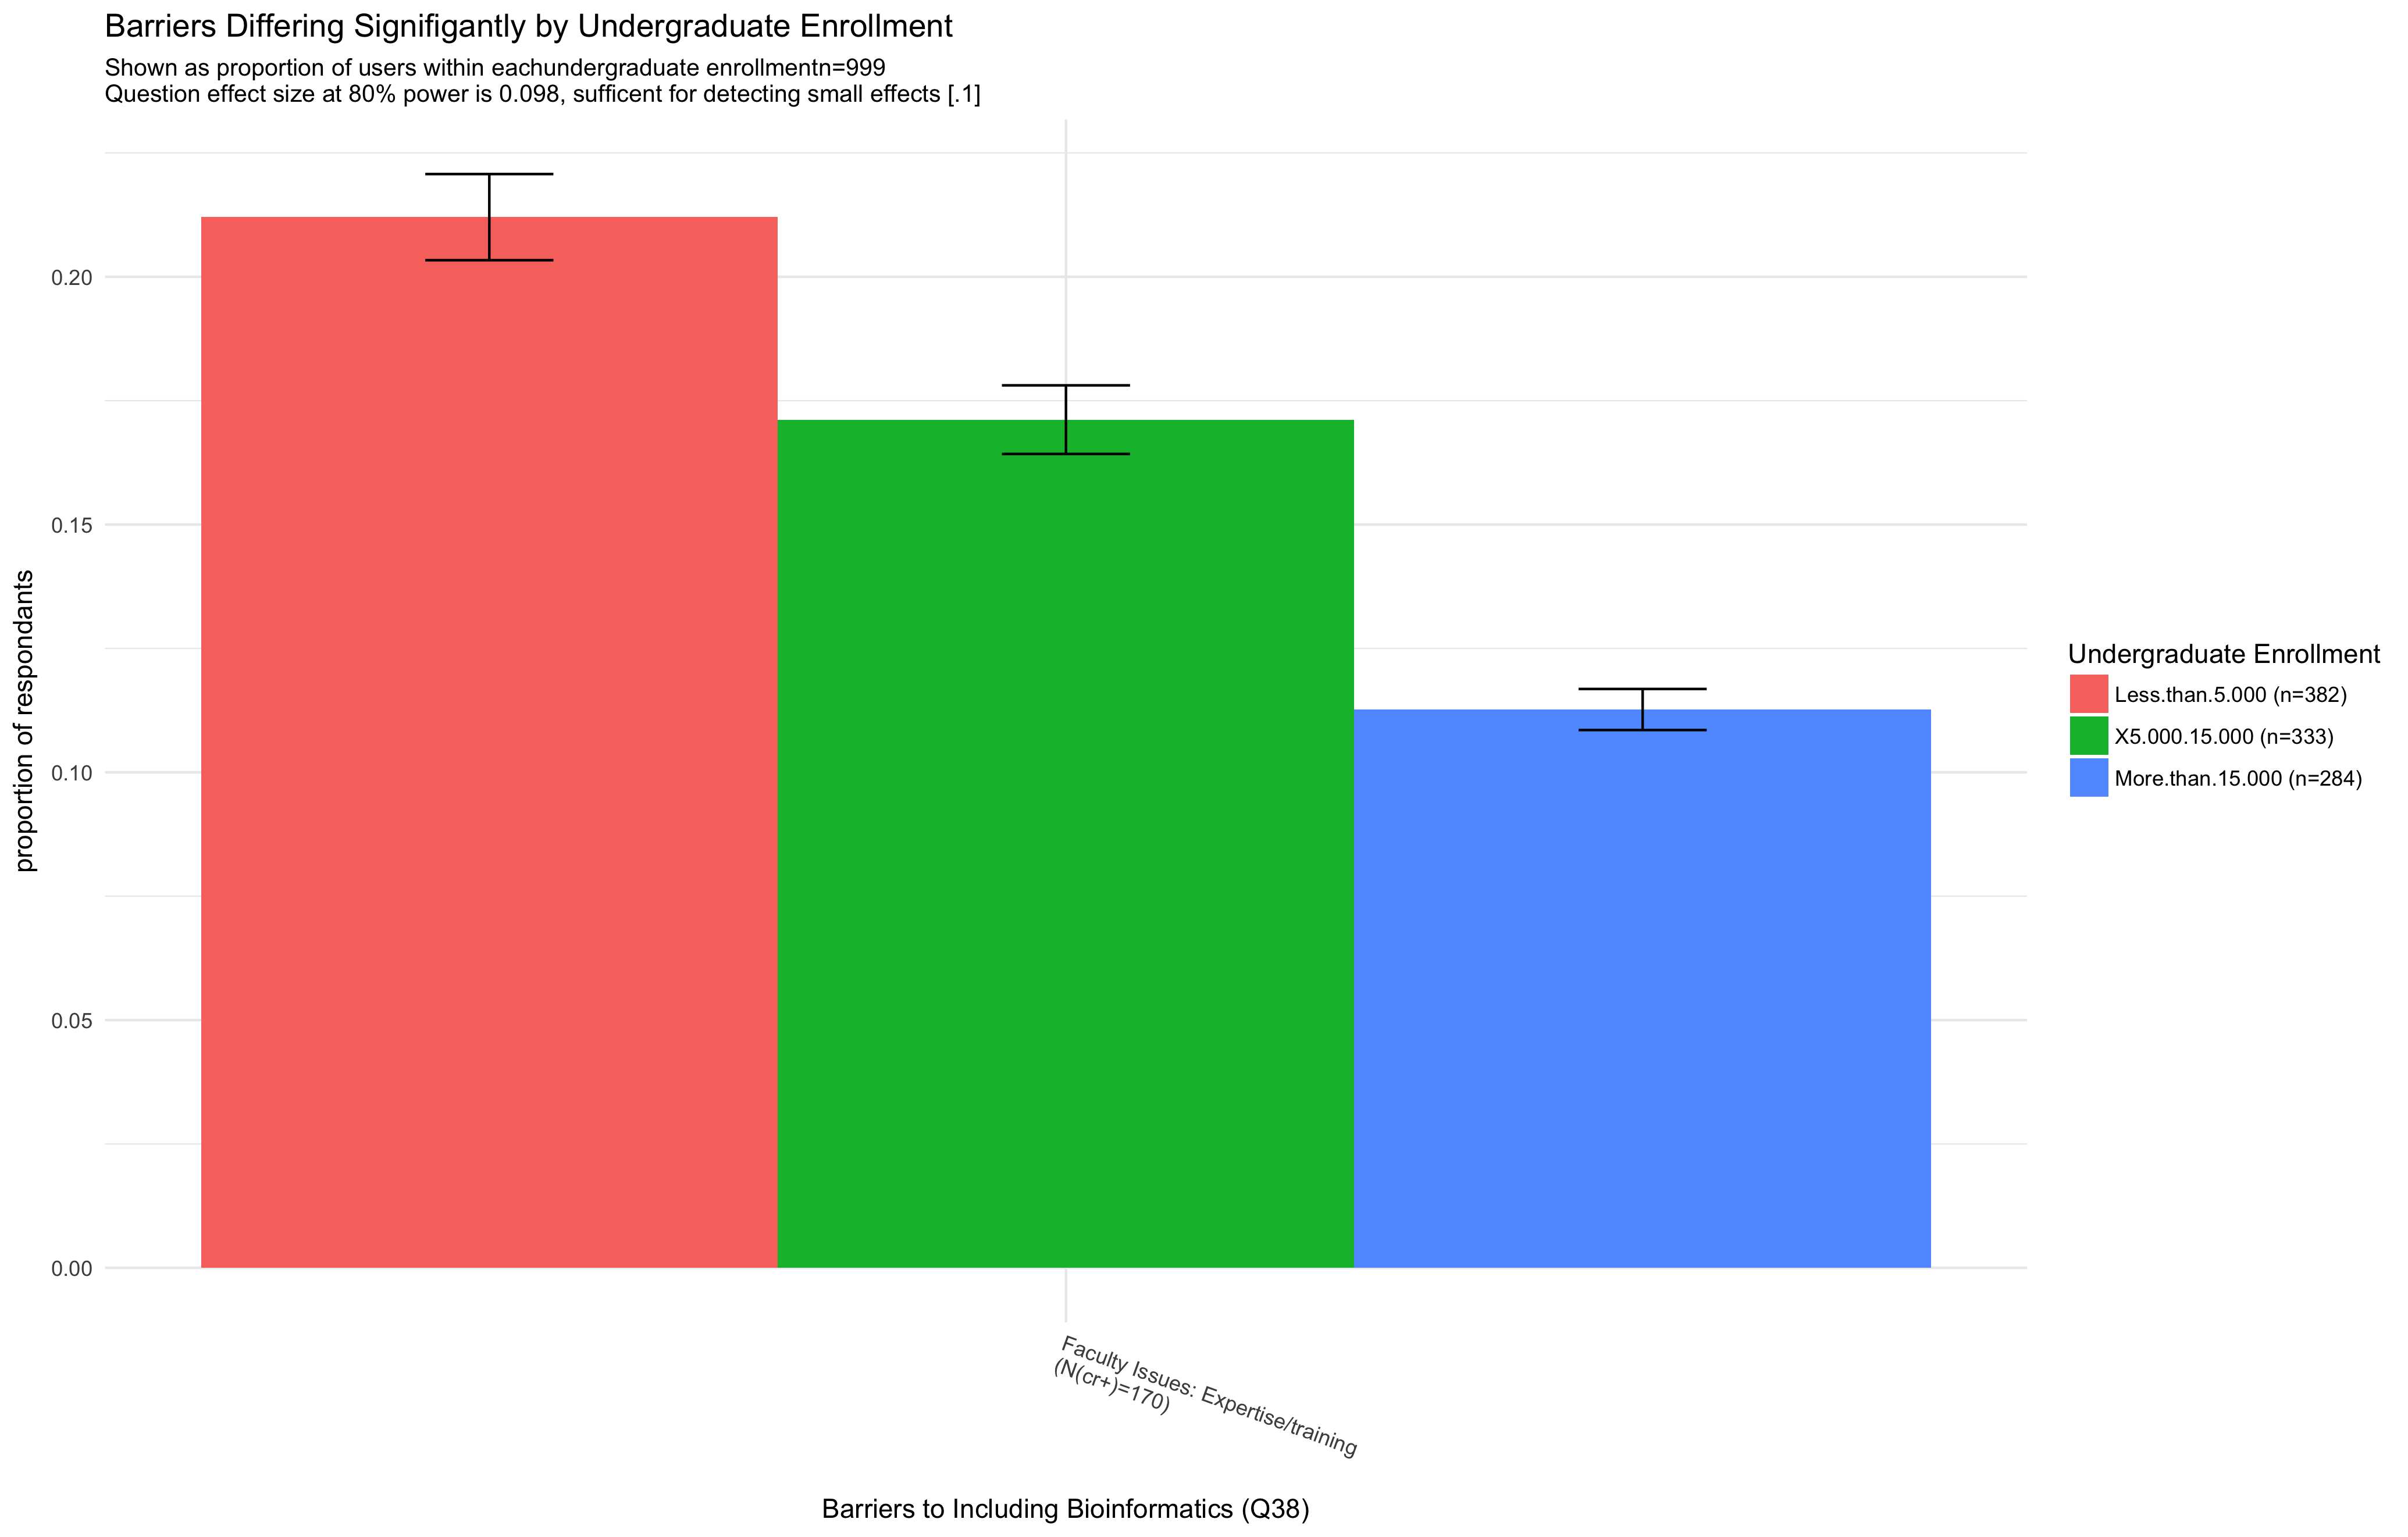 Barriers Differing Signifigantly by Undergraduate Enrollment
Shown as proportion of users within eachundergraduate enrollmentn=999
Question effect size at 80% power is 0.098, sufficent for detecting small effects [.1]
proportion of respondants
0.20
0.15
0.10
0.05
0.00
Faculty Issues: Expertise/training
(N(cr+)=170)
Barriers to Including Bioinformatics (Q38)
Undergraduate Enrollment
Less.than.5.000 (n=382)
X5.000.15.000 (n=333)
More.than.15.000 (n=284)